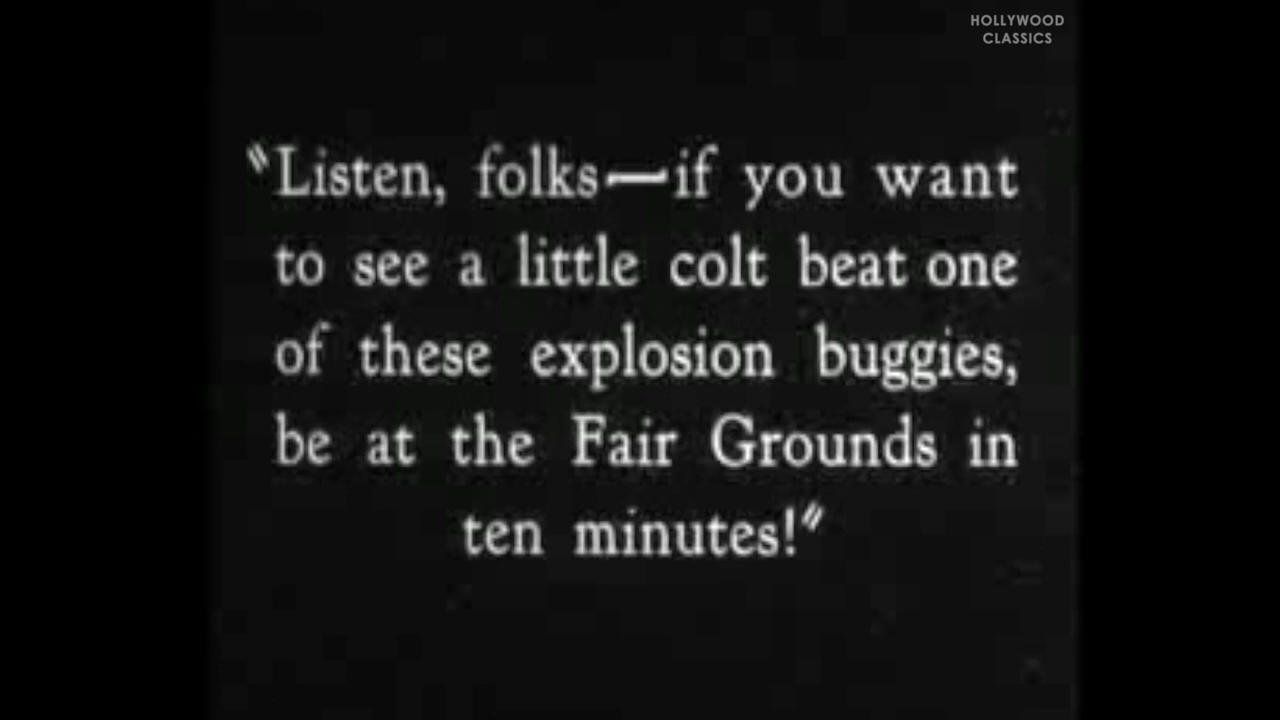 HOLLYWOOD
CLASSICS
"Listen, folks—if you want
to see a little colt beat one
of these explosion buggies,
be at the Fair Grounds in
ten minutes!"